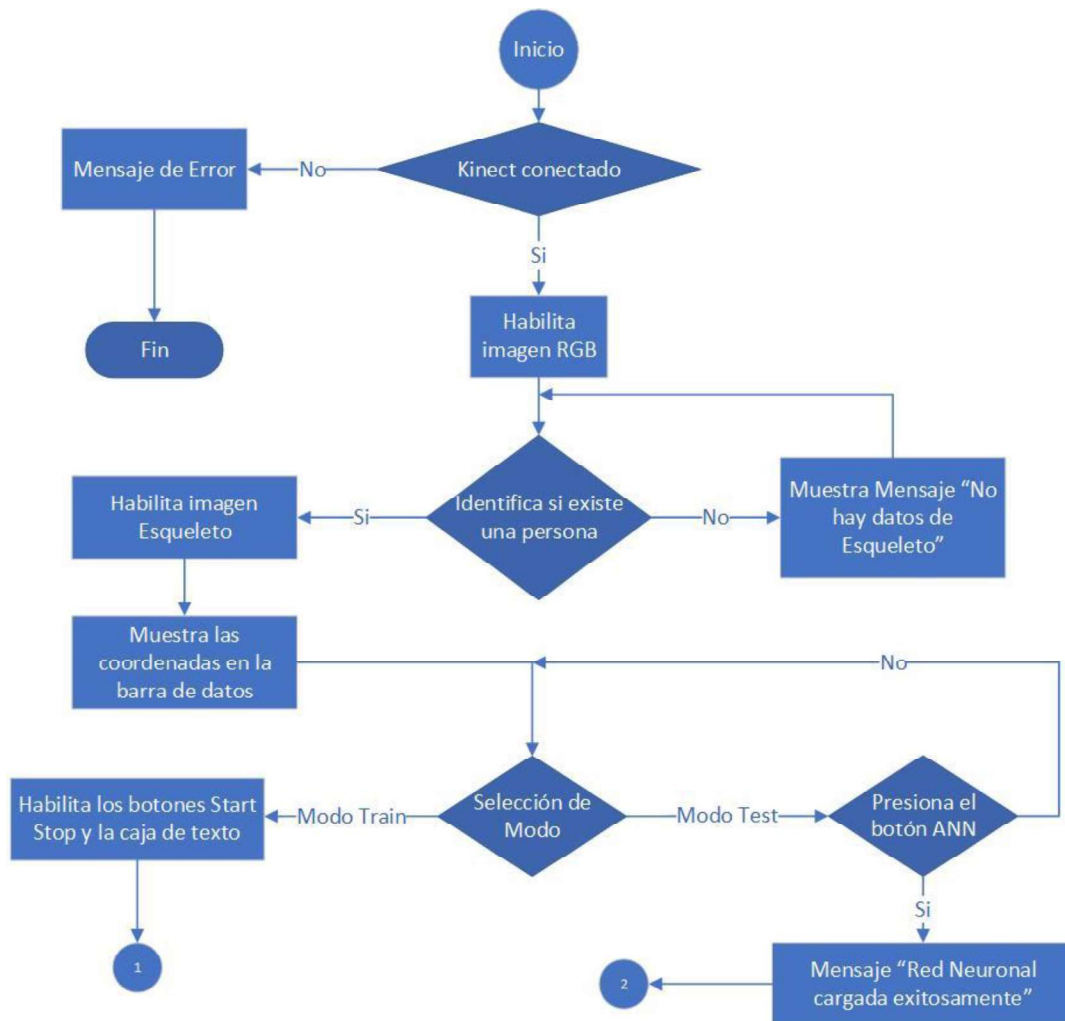 Inicio
Kinect conectado
No
Mensaje de Error
Si
Fin
Habilita
imagen RGB
Identifica si existe
una persona
Si
No
Habilita imagen
Esqueleto
Muestra Mensaje “No
hay datos de
Esqueleto”
Muestra las
coordenadas en la
barra de datos
No
Selección de
Modo
Modo Train
Modo Test
Habilita los botones Start
Stop y la caja de texto
Presiona el
botón ANN
Si
1
2
Mensaje “Red Neuronal
cargada exitosamente”